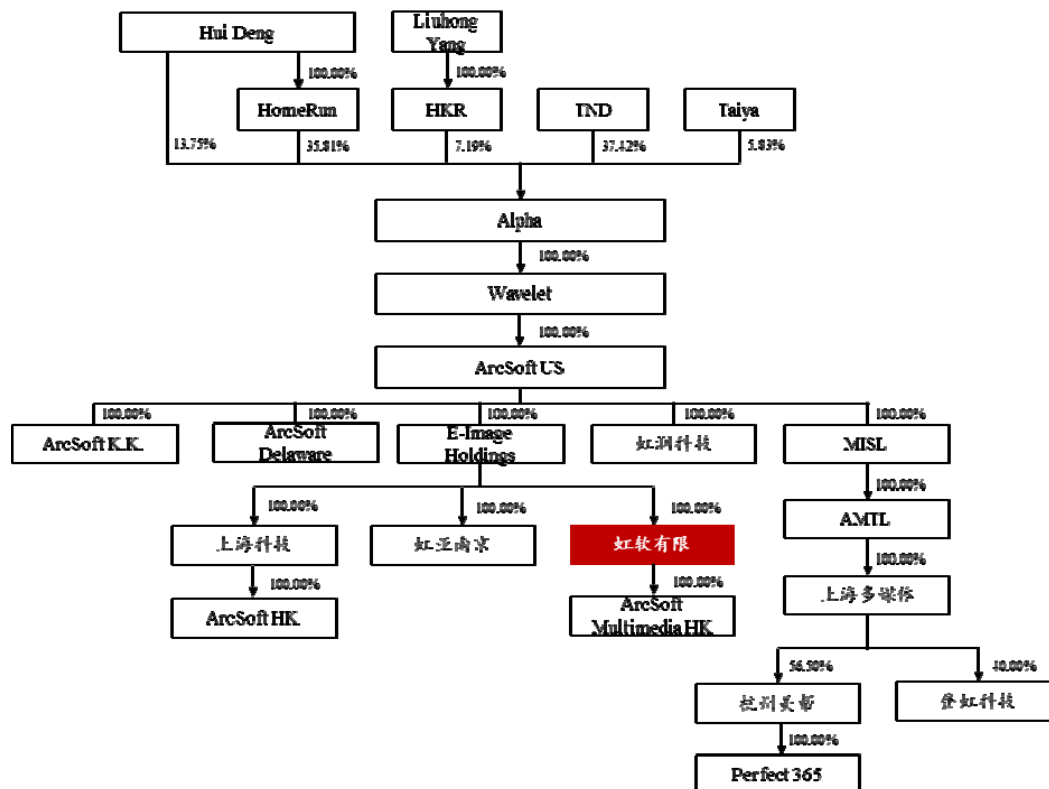 Hui Deng
Liuhong
Yang
100.00%
100.00%
HomeRun
HKR
TND
Taiya
13.75%
35.81%
7.19%
37.42%
5.83%
Alpha
100.00%
Wavelet
100.00%
ArcSoft US
100.00%
100.00%
100.00%
100.00%
100.00%
ArcSoft K.K.
ArcSoft
Delaware
E-Image
Holdings
虹润科技
MISL
100.00%
100.00%
100.00%
100.00%
上海科技
虹亚南京
虹软有限
AMTL
100.00%
100.00%
100.00%
ArcSoft HK
ArcSoft
Multimedia HK
上海多媒体
56.50%
40.00%
杭州美帮
登虹科技
100.00%
Perfect 365